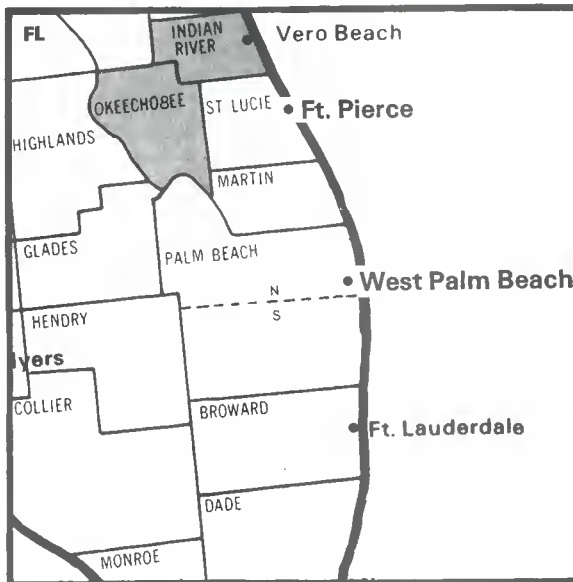 FL
INDIAN
RIVER
Vero Beach
OKEECHOBEE
ST LUCIE
Ft. Pierce
HIGHLANDS
MARTIN
GLADES
PALM BEACH
West Palm Beach
N
S
HENDRY
lyers
COLLIER
BROWARD
Ft. Lauderdale
DADE
MONROE